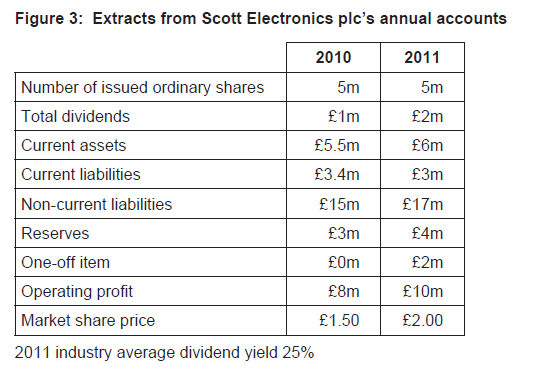 Figure 3: Extracts from Scott Electronics plc's annual accounts
2010 2011
Number of issued ordinary shares 5m 5m
Total dividends £1m £2m
Current assets £5.5m £6m
Current liabilities £3.4m £3m
Non-current liabilities £15m £17m
Reserves £3m £4m
One-off item £0m £2m
Operating profit £8m £10m
Market share price £1.50 £2.00
2011 industry average dividend yield 25%